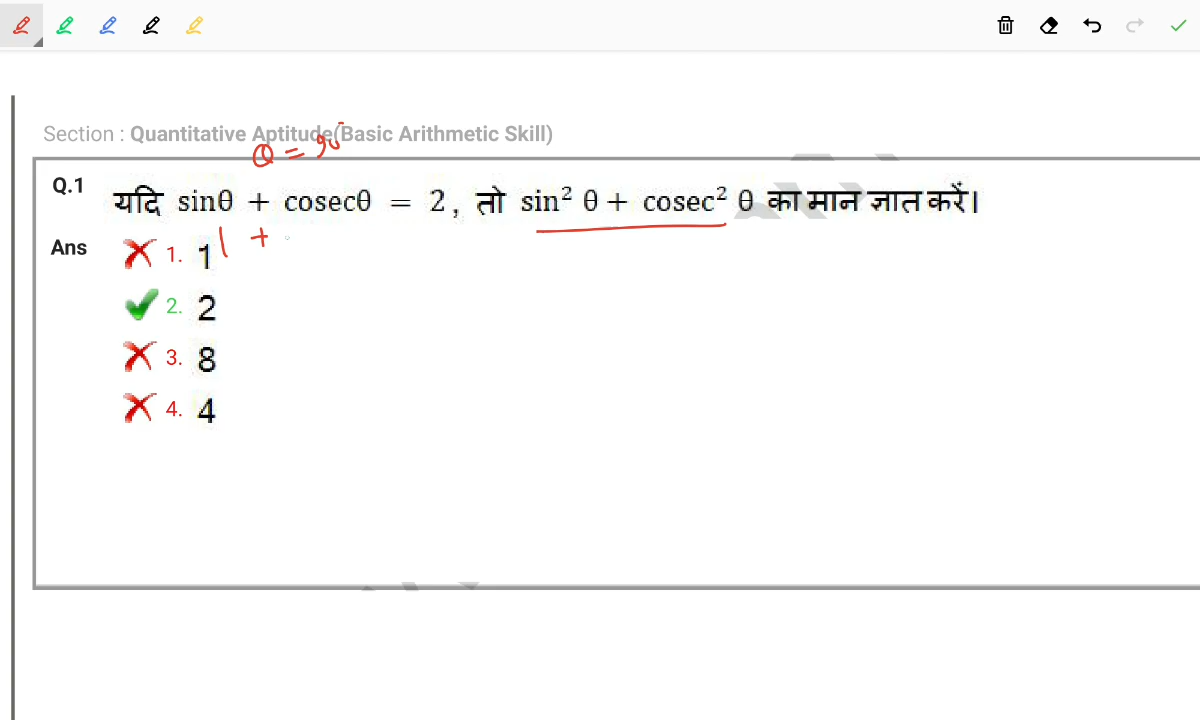 Section : Quantitative Aptitude(Basic Arithmetic Skill)
θ = 90°
Q.1 यदि sinθ + cosecθ = 2, तो sin² θ + cosec² θ का मान ज्ञात करें।
1 +
Ans 1. 1
2. 2
3. 8
4. 4